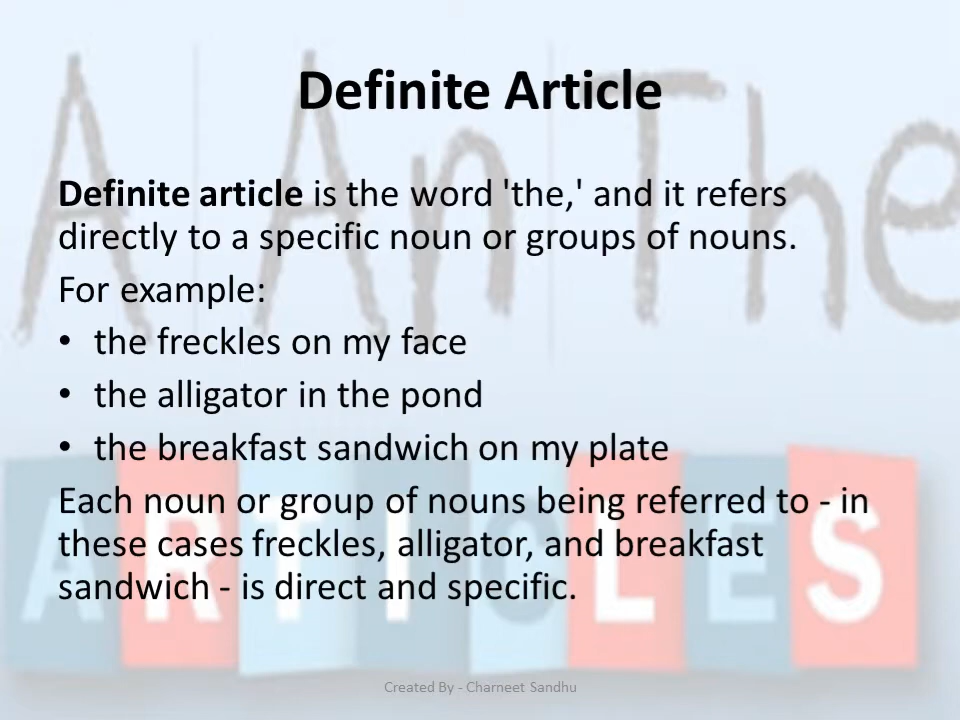 A An The
Definite Article
Definite article is the word 'the,' and it refers
directly to a specific noun or groups of nouns.
For example:
• the freckles on my face
• the alligator in the pond
• the breakfast sandwich on my plate
Each noun or group of nouns being referred to - in
these cases freckles, alligator, and breakfast
sandwich - is direct and specific.
ARTICLES
Created By - Charneet Sandhu